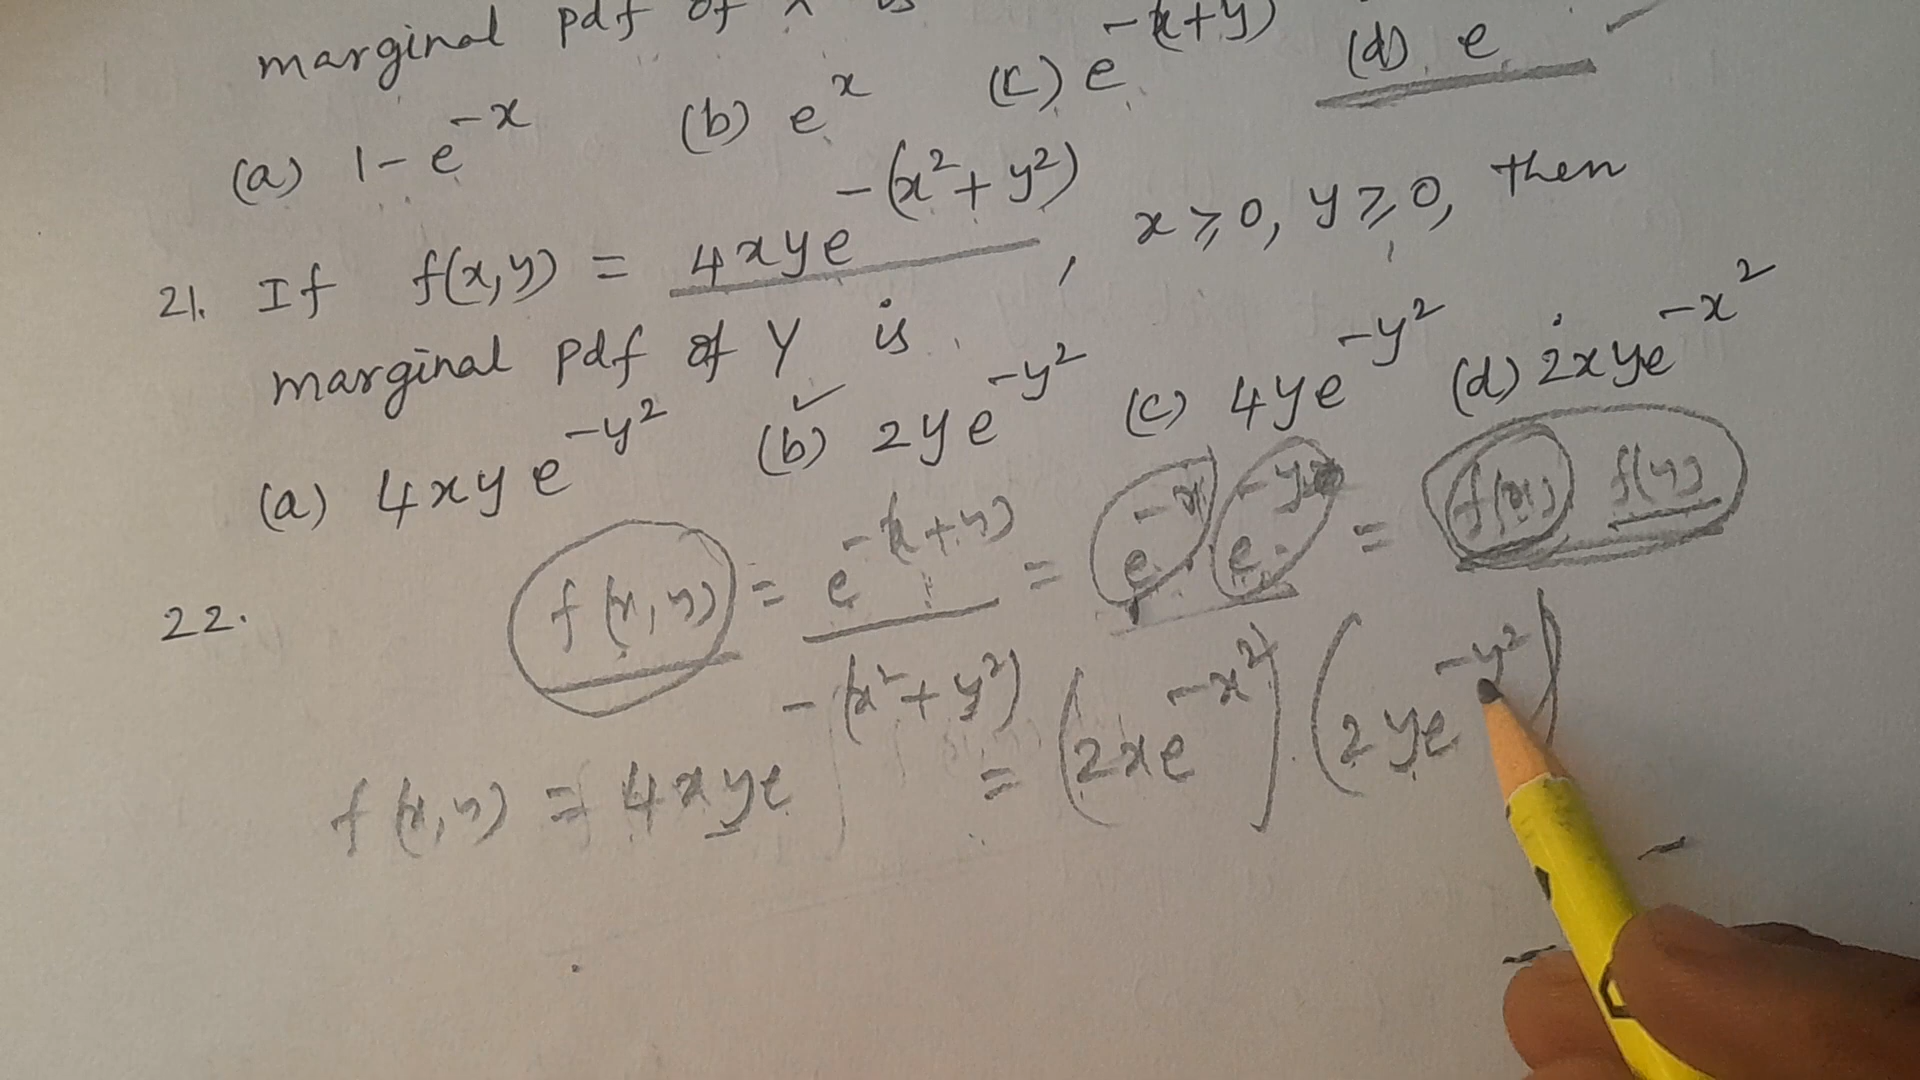 marginal pdf of X is
(a) 1-e^{-x} (b) e^{x} (c) e^{-(x+y)} (d) e
21. If f(x,y) = 4xye^{-(x²+y²)}, x ≥ 0, y ≥ 0, then
marginal pdf of Y is.
(a) 4xye^{-y²} (b) ✓ 2ye^{-y²} (c) 4ye^{-y²} (d) 2xye^{-x²}
22. f(x,y) = e^{-(x+y)} = e^{-x} . e^{-y} = f(x) f(y)
f(x,y) = 4xye^{-(x²+y²)} = (2xe^{-x²}) . (2ye^{-y²})